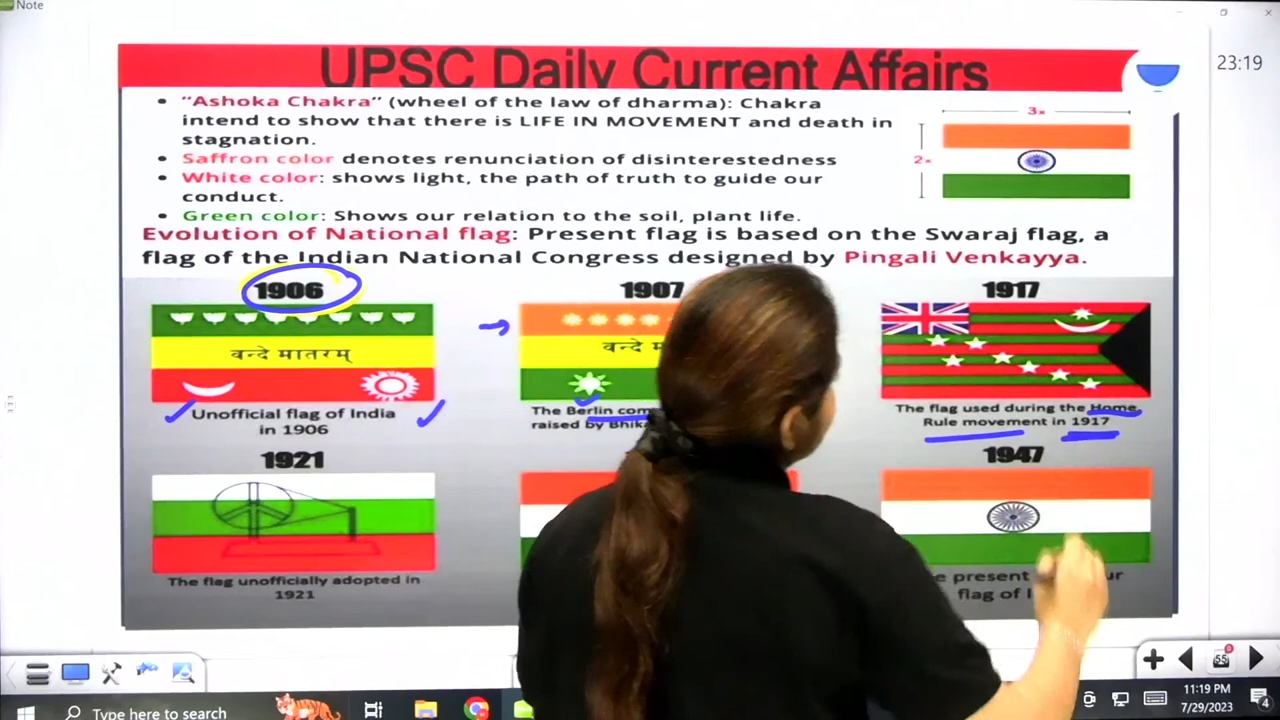 Note
UPSC Daily Current Affairs
23:19
• "Ashoka Chakra" (wheel of the law of dharma): Chakra
intend to show that there is LIFE IN MOVEMENT and death in
stagnation.
• Saffron color denotes renunciation of disinterestedness
• White color: shows light, the path of truth to guide our
conduct.
• Green color: Shows our relation to the soil, plant life.
3x
2x
Evolution of National flag: Present flag is based on the Swaraj flag, a
flag of the Indian National Congress designed by Pingali Venkayya.
1906
वन्दे मातरम्
Unofficial flag of India
in 1906
1907
वन्दे
The Berlin
raised by
1917
The flag used during the Home
Rule movement in 1917
1921
The flag unofficially adopted in
1921
1947
present
flag of
55
Type here to search
11:19 PM
7/29/2023
4